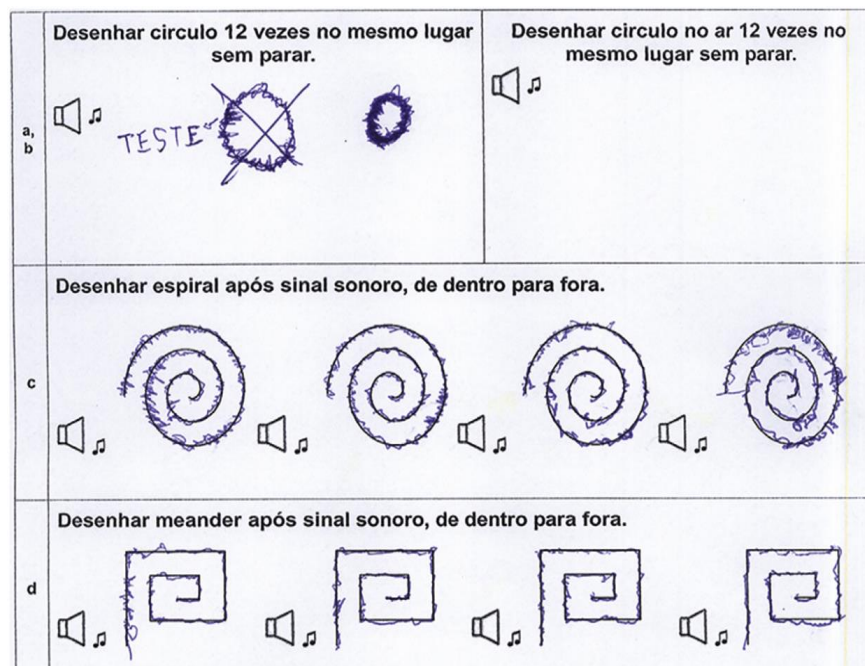 Desenhar circulo 12 vezes no mesmo lugar
sem parar.
TESTE
Desenhar circulo no ar 12 vezes no
mesmo lugar sem parar.
a,
b
Desenhar espiral após sinal sonoro, de dentro para fora.
c
Desenhar meander após sinal sonoro, de dentro para fora.
d